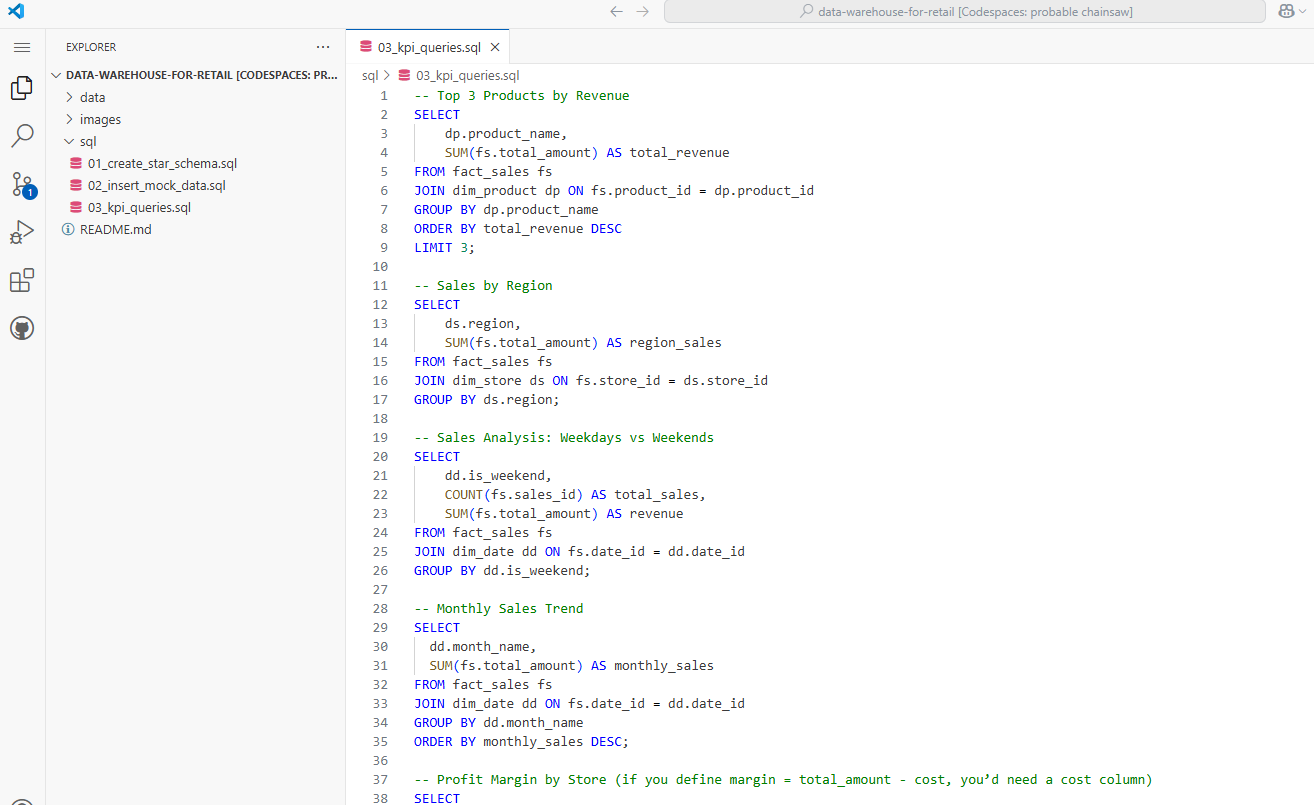 data-warehouse-for-retail [Codespaces: probable chainsaw]
EXPLORER
···
DATA-WAREHOUSE-FOR-RETAIL [CODESPACES: PR...
data
images
sql
01_create_star_schema.sql
02_insert_mock_data.sql
03_kpi_queries.sql
README.md
1
03_kpi_queries.sql
sql > 03_kpi_queries.sql
1 -- Top 3 Products by Revenue
2 SELECT
3 dp.product_name,
4 SUM(fs.total_amount) AS total_revenue
5 FROM fact_sales fs
6 JOIN dim_product dp ON fs.product_id = dp.product_id
7 GROUP BY dp.product_name
8 ORDER BY total_revenue DESC
9 LIMIT 3;
10
11 -- Sales by Region
12 SELECT
13 ds.region,
14 SUM(fs.total_amount) AS region_sales
15 FROM fact_sales fs
16 JOIN dim_store ds ON fs.store_id = ds.store_id
17 GROUP BY ds.region;
18
19 -- Sales Analysis: Weekdays vs Weekends
20 SELECT
21 dd.is_weekend,
22 COUNT(fs.sales_id) AS total_sales,
23 SUM(fs.total_amount) AS revenue
24 FROM fact_sales fs
25 JOIN dim_date dd ON fs.date_id = dd.date_id
26 GROUP BY dd.is_weekend;
27
28 -- Monthly Sales Trend
29 SELECT
30 dd.month_name,
31 SUM(fs.total_amount) AS monthly_sales
32 FROM fact_sales fs
33 JOIN dim_date dd ON fs.date_id = dd.date_id
34 GROUP BY dd.month_name
35 ORDER BY monthly_sales DESC;
36
37 -- Profit Margin by Store (if you define margin = total_amount - cost, you’d need a cost column)
38 SELECT